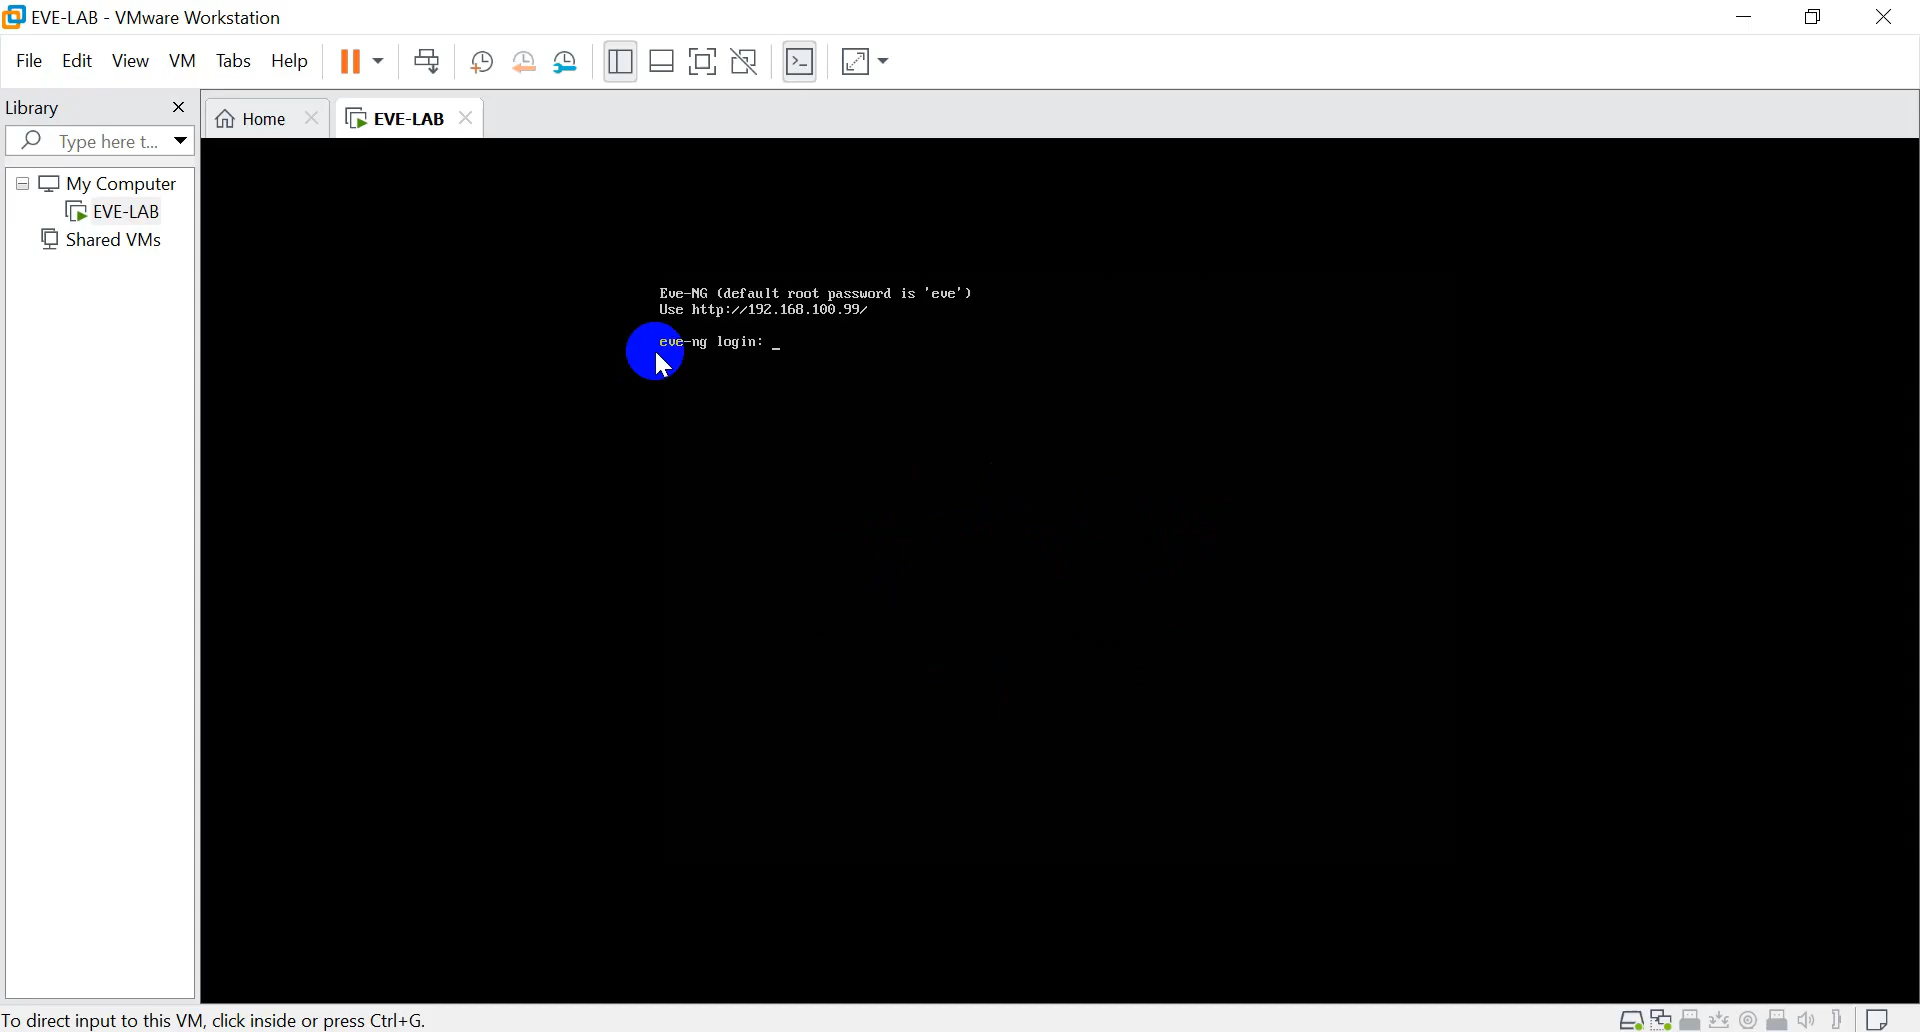 EVE-LAB - VMware Workstation
File Edit View VM Tabs Help
Library
Home
EVE-LAB
Type here t...
My Computer
EVE-LAB
Shared VMs
Eve-NG (default root password is 'eve')
Use http://192.168.100.99/
eve-ng login: _
To direct input to this VM, click inside or press Ctrl+G.